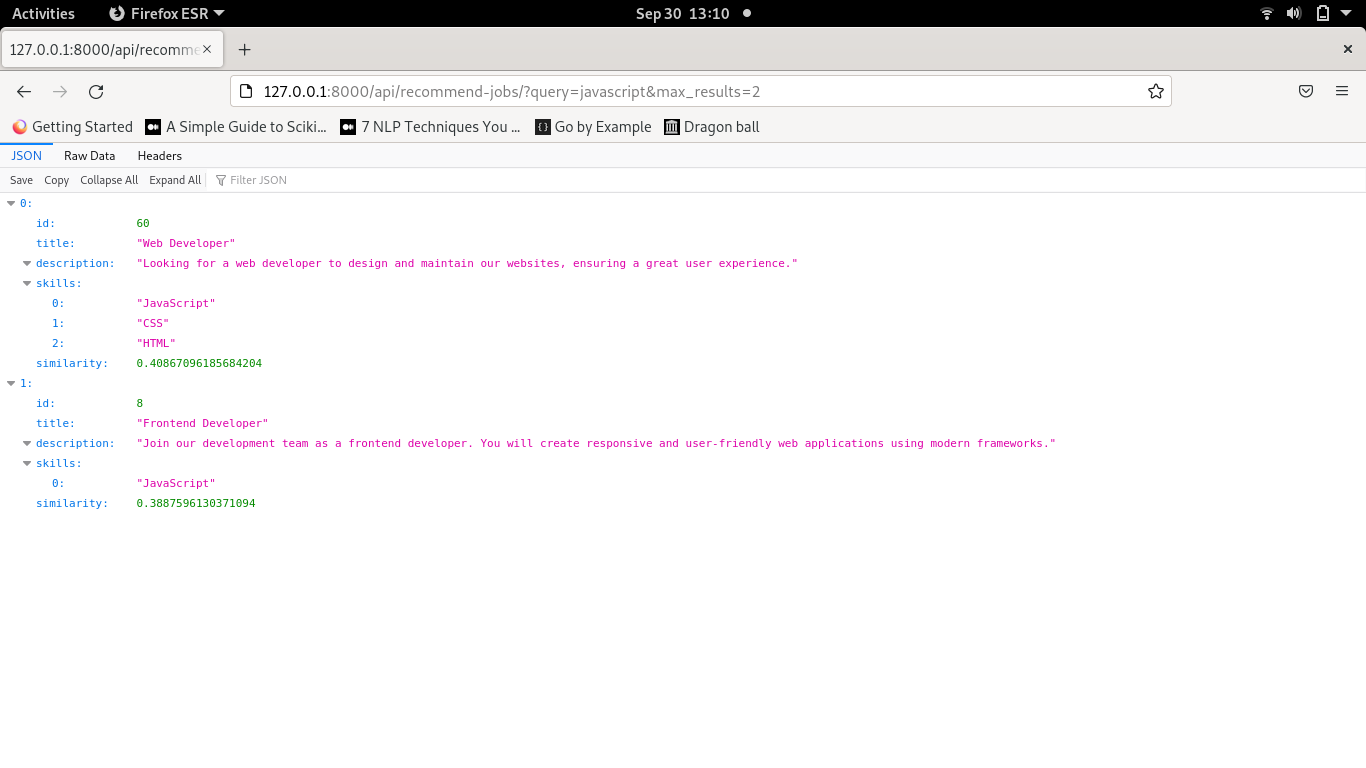 Activities Firefox ESR Sep 30 13:10
127.0.0.1:8000/api/recomme
127.0.0.1:8000/api/recommend-jobs/?query=javascript&max_results=2
Getting Started A Simple Guide to Sciki... 7 NLP Techniques You ... Go by Example Dragon ball
JSON Raw Data Headers
Save Copy Collapse All Expand All Filter JSON
0:
id: 60
title: "Web Developer"
description: "Looking for a web developer to design and maintain our websites, ensuring a great user experience."
skills:
0: "JavaScript"
1: "CSS"
2: "HTML"
similarity: 0.40867096185684204
1:
id: 8
title: "Frontend Developer"
description: "Join our development team as a frontend developer. You will create responsive and user-friendly web applications using modern frameworks."
skills:
0: "JavaScript"
similarity: 0.3887596130371094